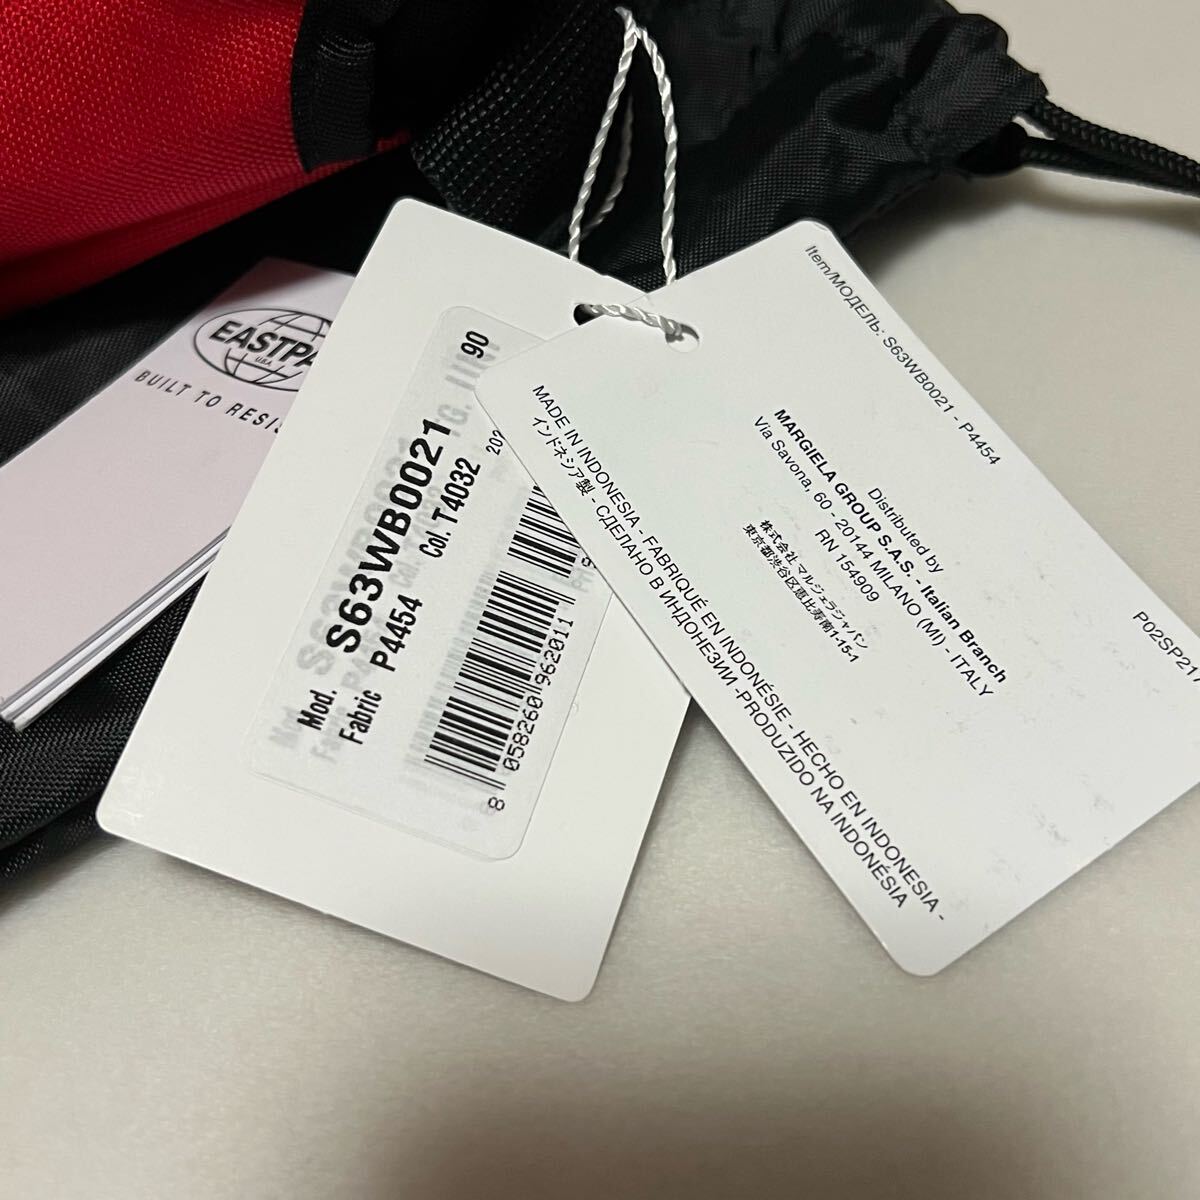 EASTPA
U.S.A
BUILT TO RESIS
90
Mod. S63WB0021
Fabric P4454 Col. T4032
202
8 058260 962011
Item/МОДЕЛЬ: S63WB0021 - P4454
Distributed by
MARGIELA GROUP S.A.S. - Italian Branch
Via Savona, 60 - 20144 MILANO (MI) - ITALY
RN 154909
株式会社 マルジェラジャパン
東京都渋谷区恵比寿南1-15-1
P02SP217
MADE IN INDONESIA - FABRIQUÉ EN INDONÉSIE - HECHO EN INDONESIA -
インドネシア製 - СДЕЛАНО В ИНДОНЕЗИИ -PRODUZIDO NA INDONÉSIA